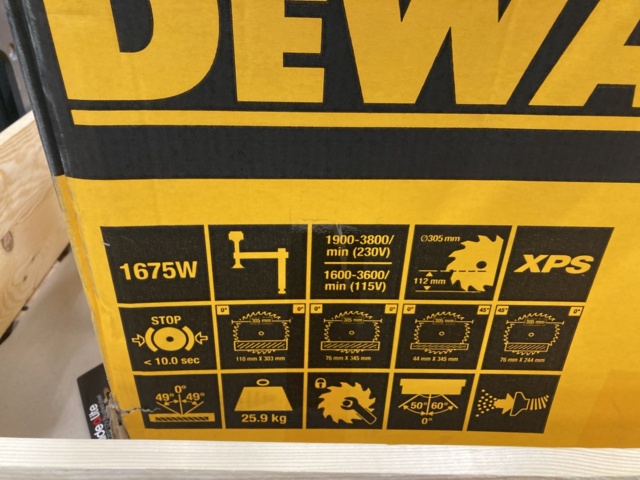 DEWA
1675W
1900-3800/
min (230V)
1600-3600/
min (115V)
Ø305 mm
112 mm
XPS
STOP
< 10.0 sec
0° 0°
305 mm
110 mm X 303 mm
0° 0°
305 mm
76 mm X 345 mm
0° 45°
305 mm
44 mm X 345 mm
45° 0°
305 mm
76 mm X 244 mm
0°
49° 49°
25.9 kg
50° 60°
0°